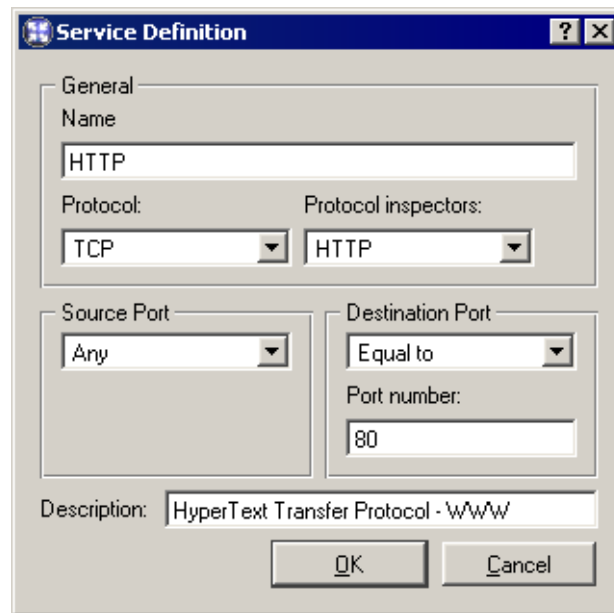 Service Definition
General
Name
HTTP
Protocol: Protocol inspectors:
TCP HTTP
Source Port Destination Port
Any Equal to
Port number:
80
Description: HyperText Transfer Protocol - WWW
OK Cancel